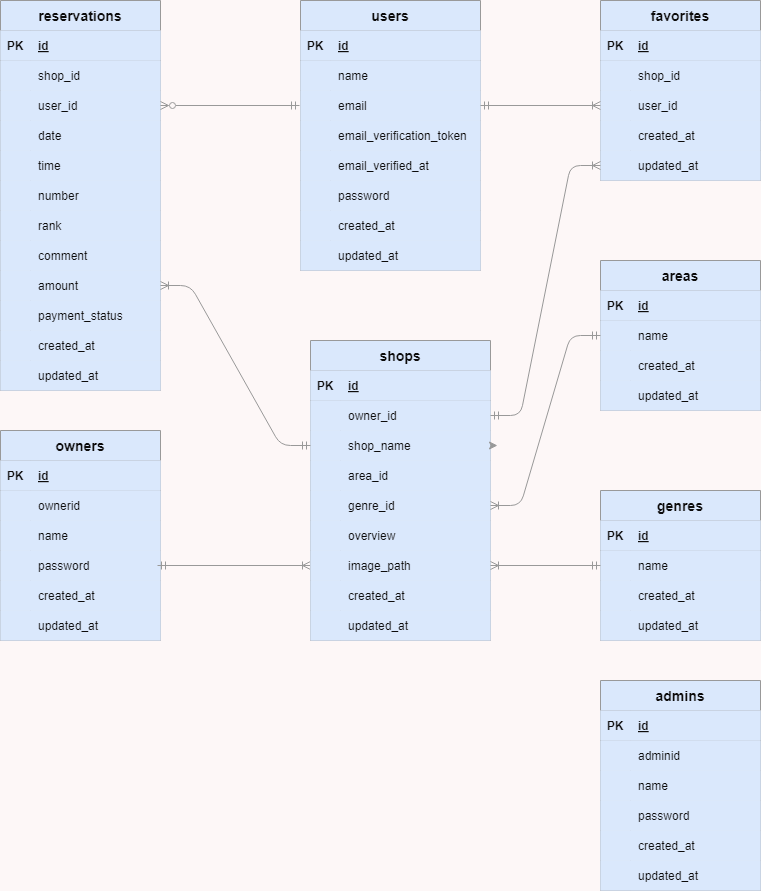 reservations
PK id
shop_id
user_id
date
time
number
rank
comment
amount
payment_status
created_at
updated_at
users
PK id
name
email
email_verification_token
email_verified_at
password
created_at
updated_at
favorites
PK id
shop_id
user_id
created_at
updated_at
areas
PK id
name
created_at
updated_at
shops
PK id
owner_id
shop_name
area_id
genre_id
overview
image_path
created_at
updated_at
owners
PK id
ownerid
name
password
created_at
updated_at
genres
PK id
name
created_at
updated_at
admins
PK id
adminid
name
password
created_at
updated_at